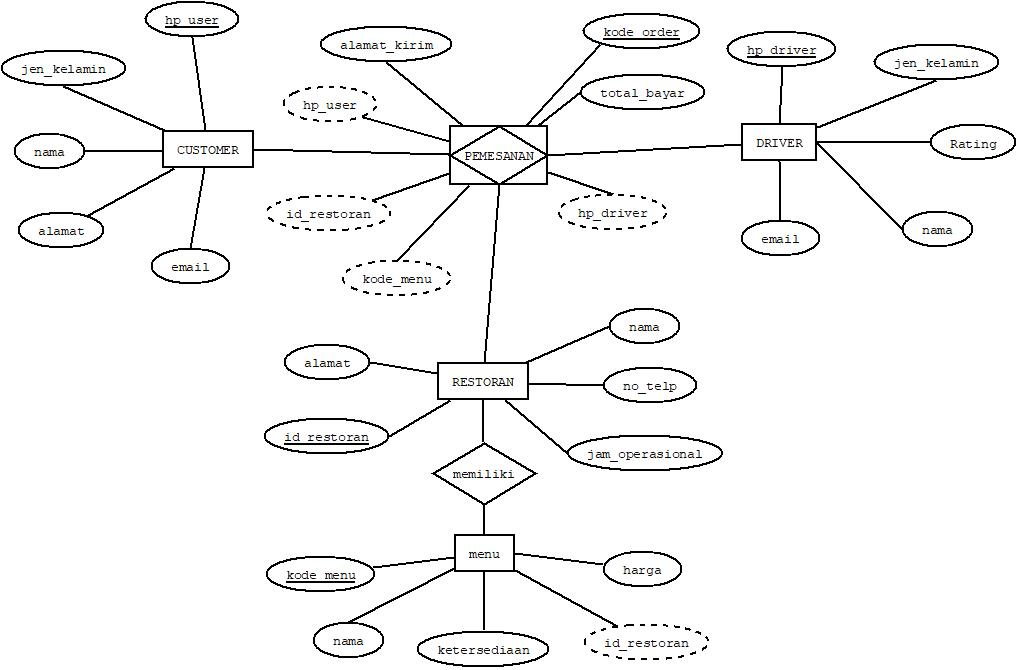 hp_user
alamat_kirim
kode_order
hp_driver
jen_kelamin
jen_kelamin
hp_user
total_bayar
nama
CUSTOMER
PEMESANAN
DRIVER
Rating
id_restoran
hp_driver
alamat
nama
email
email
kode_menu
nama
alamat
RESTORAN
no_telp
id_restoran
jam_operasional
memiliki
menu
kode_menu
harga
nama
ketersediaan
id_restoran